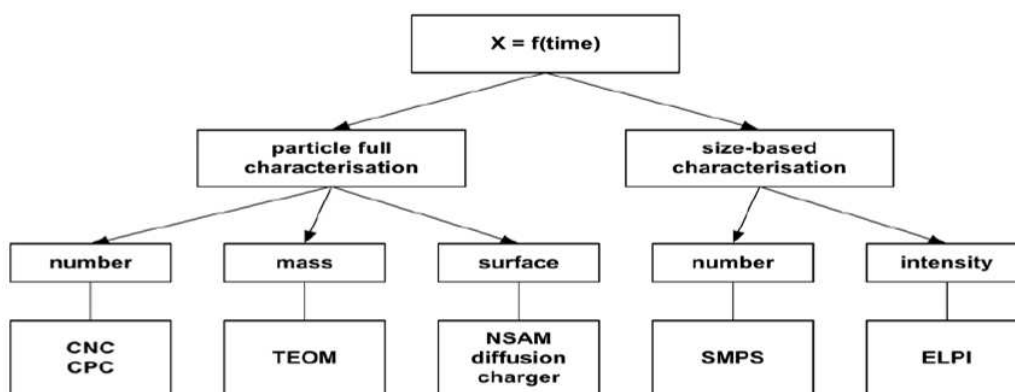 X = f(time)
particle full
characterisation
size-based
characterisation
number
mass
surface
number
intensity
CNC
CPC
TEOM
NSAM
diffusion
charger
SMPS
ELPI